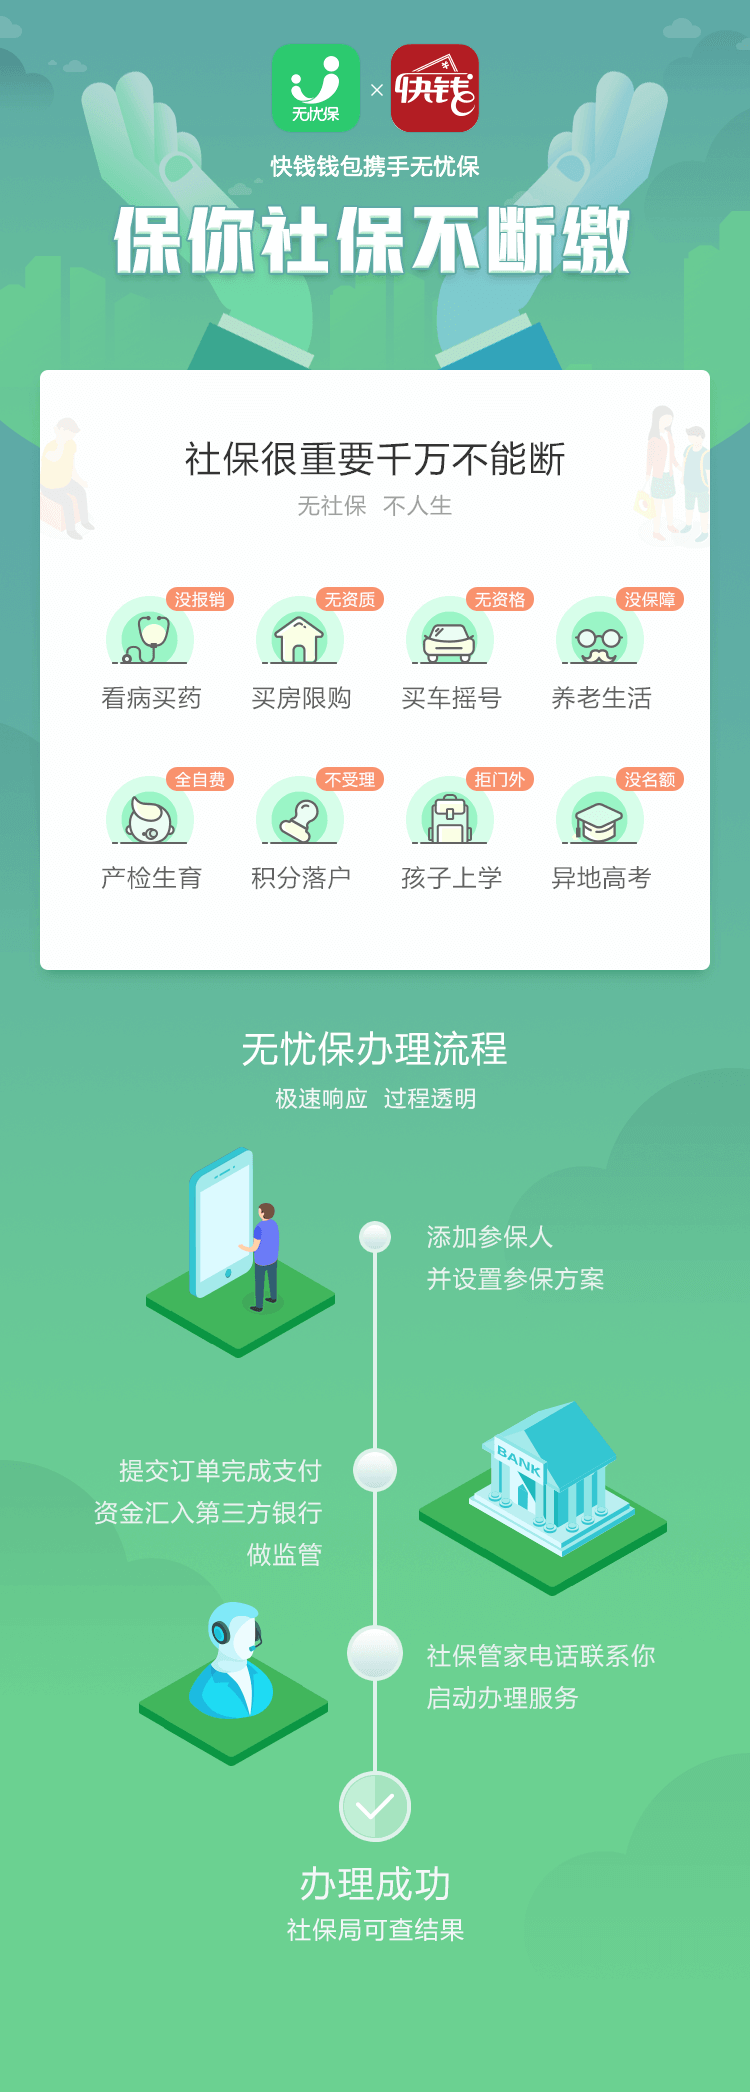 无忧保
×
快钱
快钱钱包携手无忧保
保你社保不断缴
社保很重要千万不能断
无社保 不人生
没报销
无资质
无资格
没保障
看病买药
买房限购
买车摇号
养老生活
全自费
不受理
拒门外
没名额
产检生育
积分落户
孩子上学
异地高考
无忧保办理流程
极速响应 过程透明
添加参保人
并设置参保方案
BANK
提交订单完成支付
资金汇入第三方银行
做监管
社保管家电话联系你
启动办理服务
办理成功
社保局可查结果